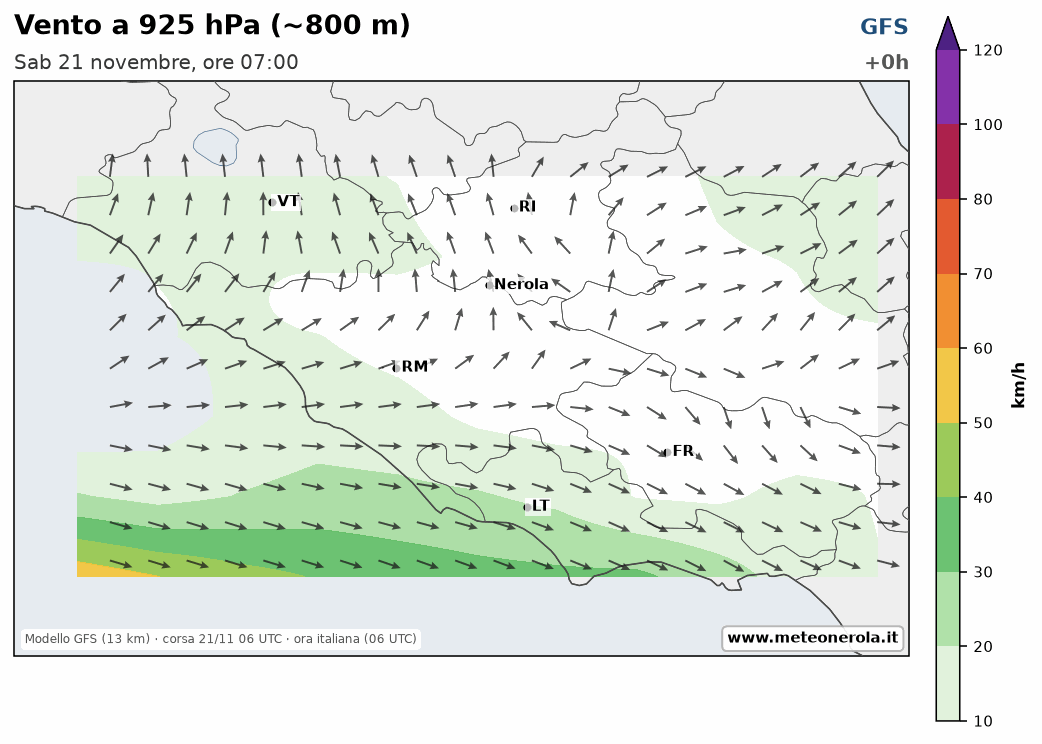 Vento a 925 hPa (~800 m)
GFS
Sab 21 novembre, ore 07:00
+0h
VT
RI
Nerola
RM
FR
LT
Modello GFS (13 km) · corsa 21/11 06 UTC · ora italiana (06 UTC)
www.meteonerola.it
120
100
80
70
60
50
40
30
20
10
km/h